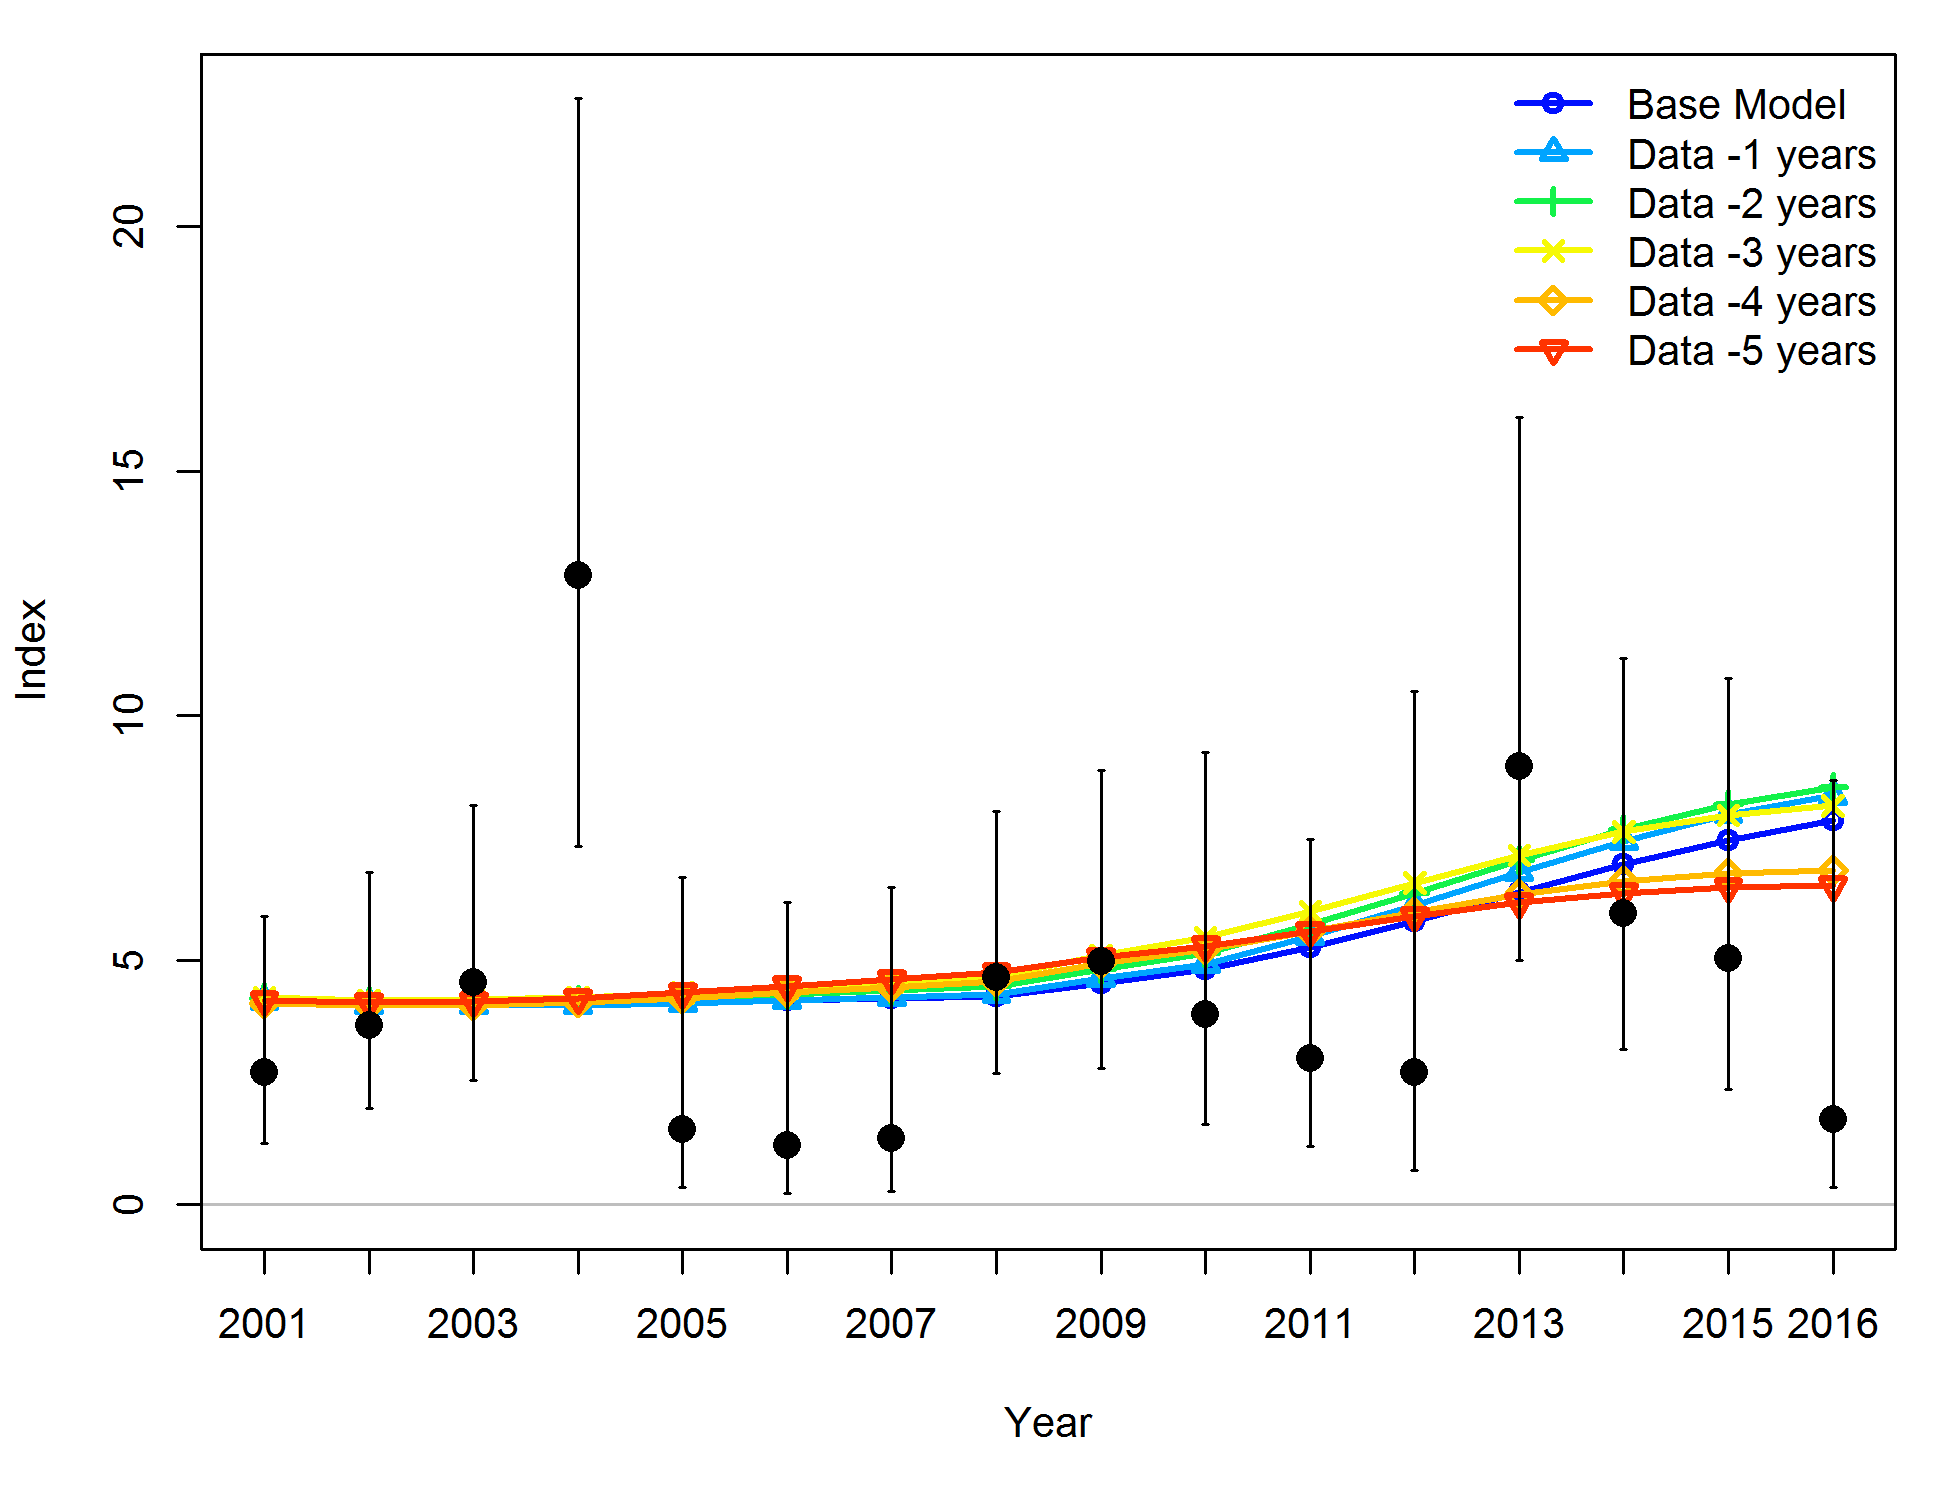 Base Model
Data -1 years
Data -2 years
Data -3 years
Data -4 years
Data -5 years
Index
20
15
10
5
0
2001 2003 2005 2007 2009 2011 2013 2015 2016
Year